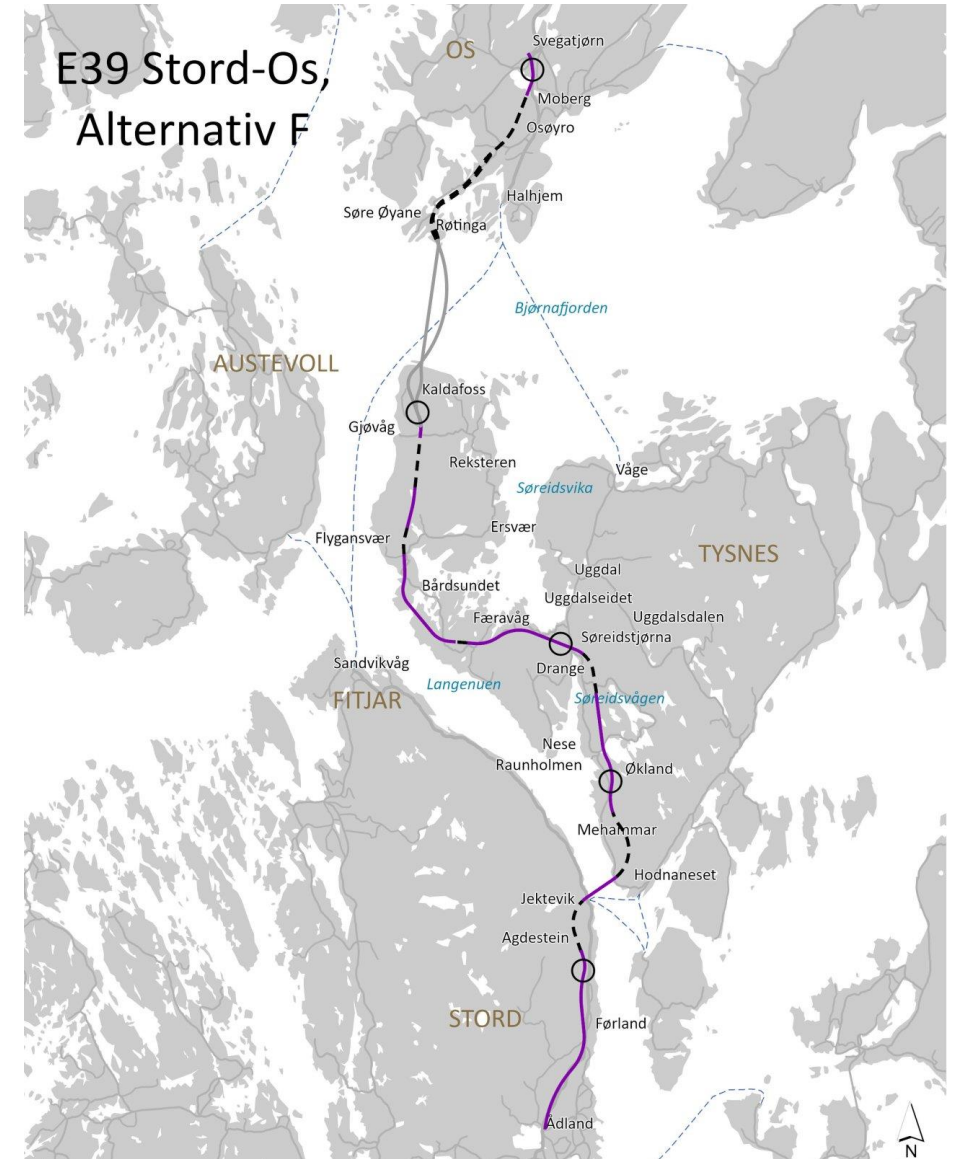 E39 Stord-Os,
Alternativ F
OS
Svegatjørn
Moberg
Osøyro
Halhjem
Søre Øyane
Røtinga
Bjørnafjorden
AUSTEVOLL
Kaldafoss
Gjøvåg
Reksteren
Våge
Søreidsvika
Ersvær
Flygansvær
TYSNES
Uggdal
Bårdsundet
Uggdalseidet
Færavåg
Uggdalsdalen
Søreidstjørna
Sandvikvåg
Drange
Langenuen
FITJAR
Søreidsvågen
Nese
Raunholmen
Økland
Mehammar
Hodnaneset
Jektevik
Agdestein
STORD
Førland
Ådland
N